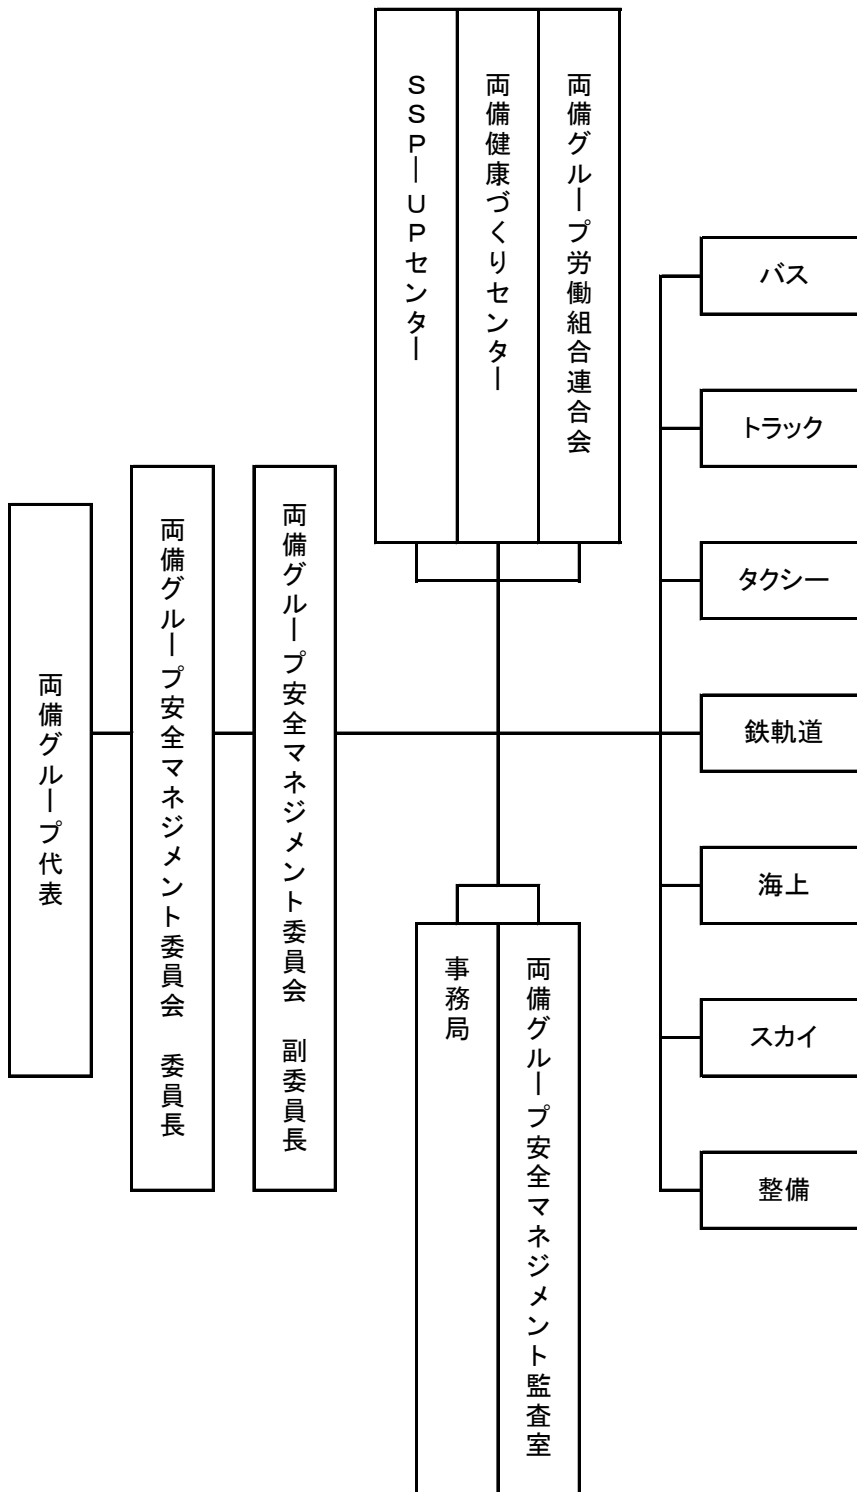 両備グループ代表
両備グループ安全マネジメント委員会　委員長
両備グループ安全マネジメント委員会　副委員長
SSP－UPセンター
両備健康づくりセンター
両備グループ労働組合連合会
事務局
両備グループ安全マネジメント監査室
バス
トラック
タクシー
鉄軌道
海上
スカイ
整備